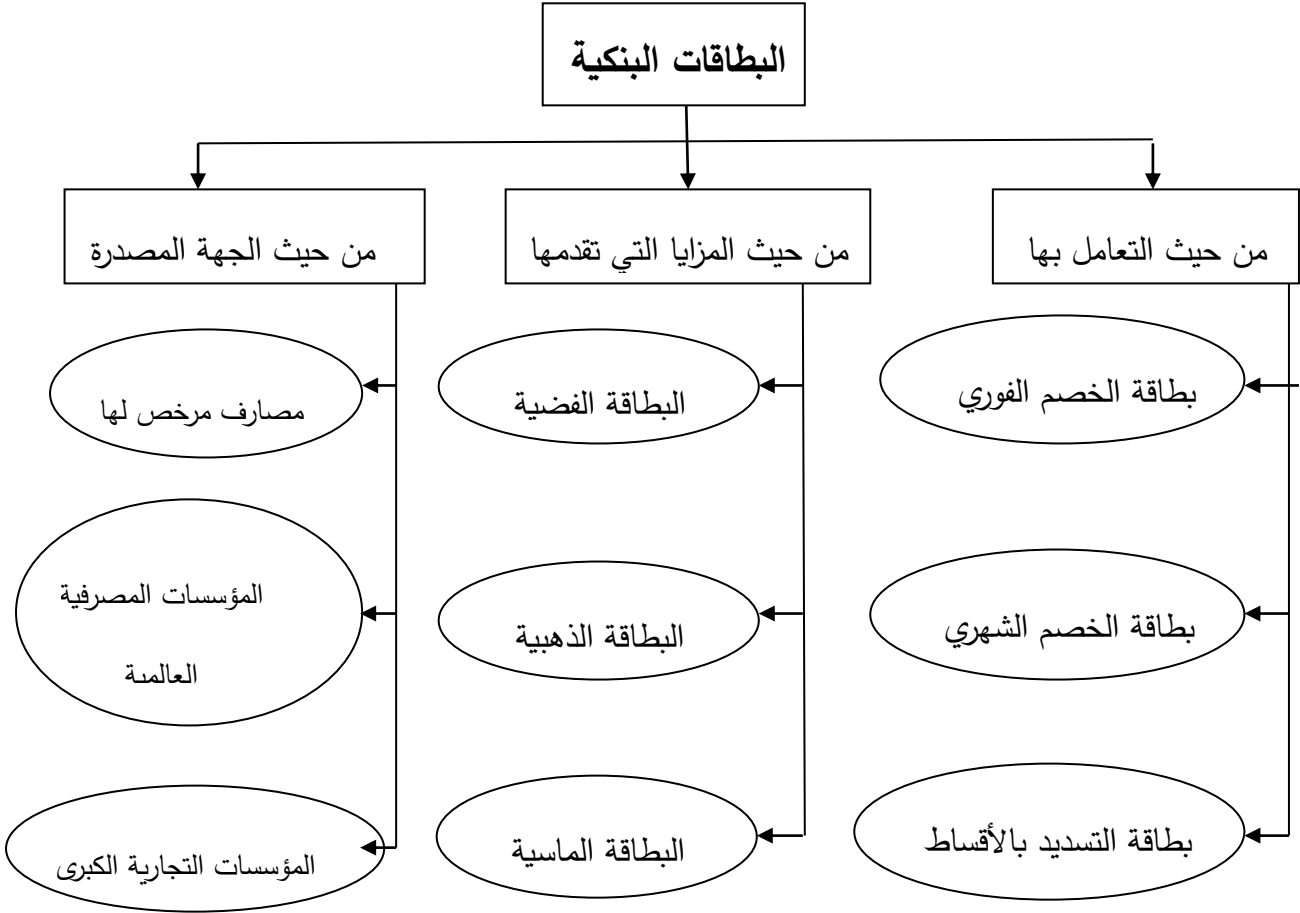 البطاقات البنكية
من حيث التعامل بها
من حيث المزايا التي تقدمها
من حيث الجهة المصدرة
بطاقة الخصم الفوري
البطاقة الفضية
مصارف مرخص لها
بطاقة الخصم الشهري
البطاقة الذهبية
المؤسسات المصرفية
العالمية
بطاقة التسديد بالأقساط
البطاقة الماسية
المؤسسات التجارية الكبرى